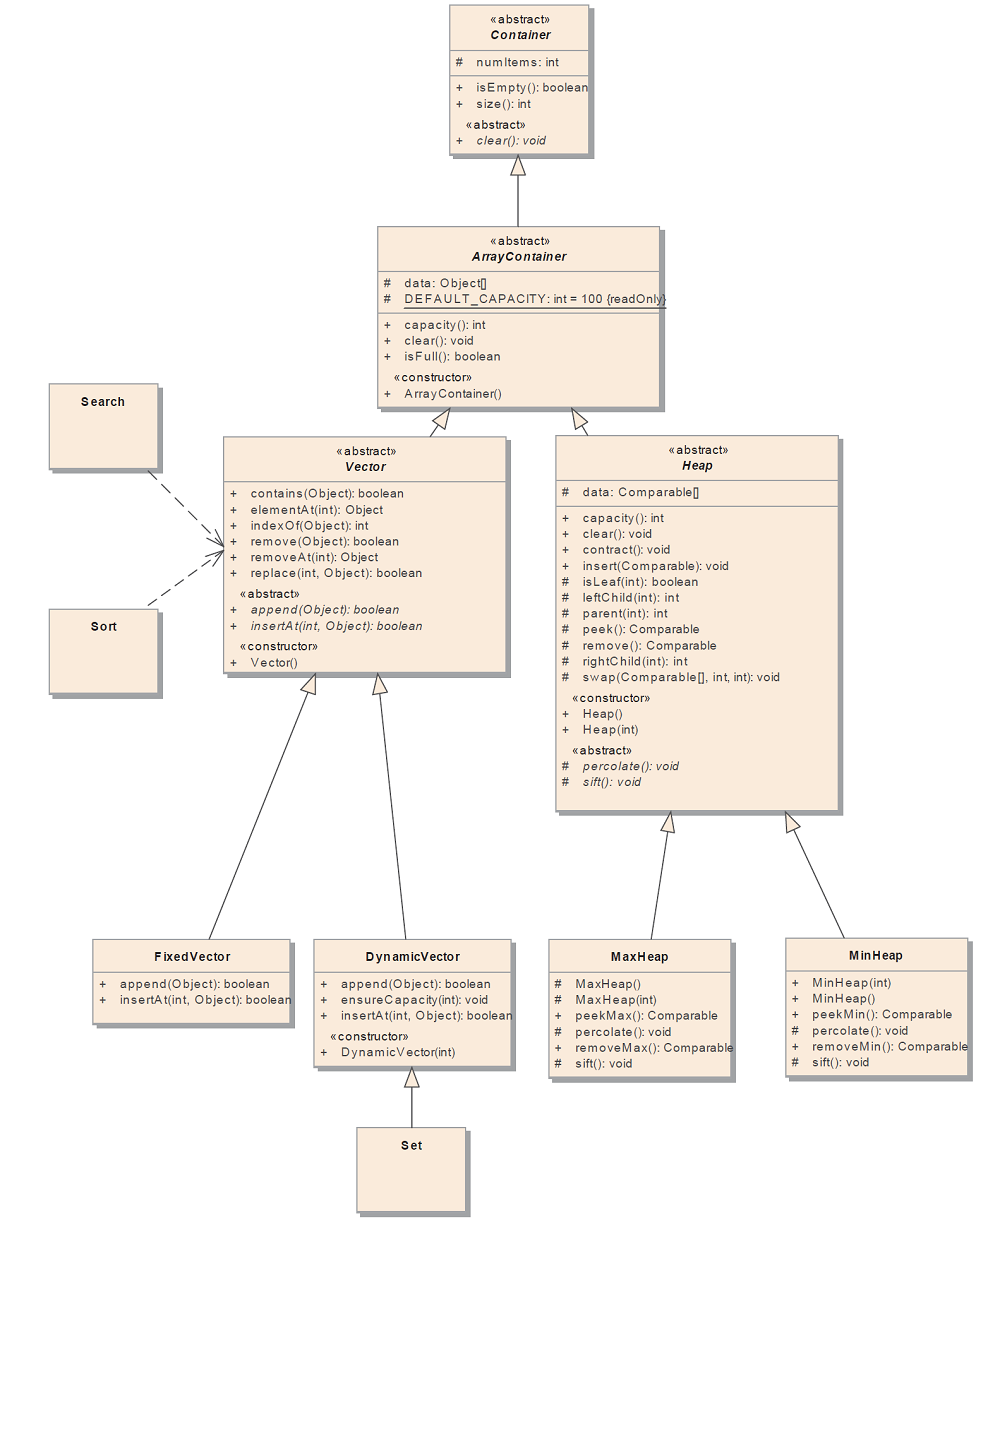 «abstract»
Container
# numItems: int
+ isEmpty(): boolean
+ size(): int
«abstract»
+ clear(): void
«abstract»
ArrayContainer
# data: Object[]
# DEFAULT_CAPACITY: int = 100 {readOnly}
+ capacity(): int
+ clear(): void
+ isFull(): boolean
«constructor»
+ ArrayContainer()
Search
Sort
«abstract»
Vector
+ contains(Object): boolean
+ elementAt(int): Object
+ indexOf(Object): int
+ remove(Object): boolean
+ removeAt(int): Object
+ replace(int, Object): boolean
«abstract»
+ append(Object): boolean
+ insertAt(int, Object): boolean
«constructor»
+ Vector()
«abstract»
Heap
# data: Comparable[]
+ capacity(): int
+ clear(): void
+ contract(): void
+ insert(Comparable): void
# isLeaf(int): boolean
# leftChild(int): int
# parent(int): int
# peek(): Comparable
# remove(): Comparable
# rightChild(int): int
# swap(Comparable[], int, int): void
«constructor»
+ Heap()
+ Heap(int)
«abstract»
# percolate(): void
# sift(): void
FixedVector
+ append(Object): boolean
+ insertAt(int, Object): boolean
DynamicVector
+ append(Object): boolean
+ ensureCapacity(int): void
+ insertAt(int, Object): boolean
«constructor»
+ DynamicVector(int)
MaxHeap
# MaxHeap()
# MaxHeap(int)
+ peekMax(): Comparable
# percolate(): void
+ removeMax(): Comparable
# sift(): void
MinHeap
+ MinHeap(int)
+ MinHeap()
+ peekMin(): Comparable
# percolate(): void
+ removeMin(): Comparable
# sift(): void
Set